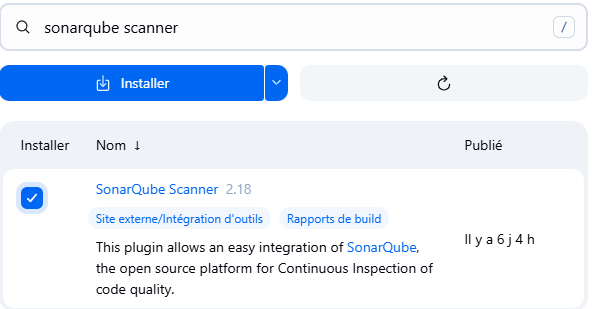 sonarqube scanner /
Installer
Installer Nom ↓ Publié
SonarQube Scanner 2.18
Site externe/Intégration d'outils Rapports de build
This plugin allows an easy integration of SonarQube,
the open source platform for Continuous Inspection of
code quality.
Il y a 6 j 4 h